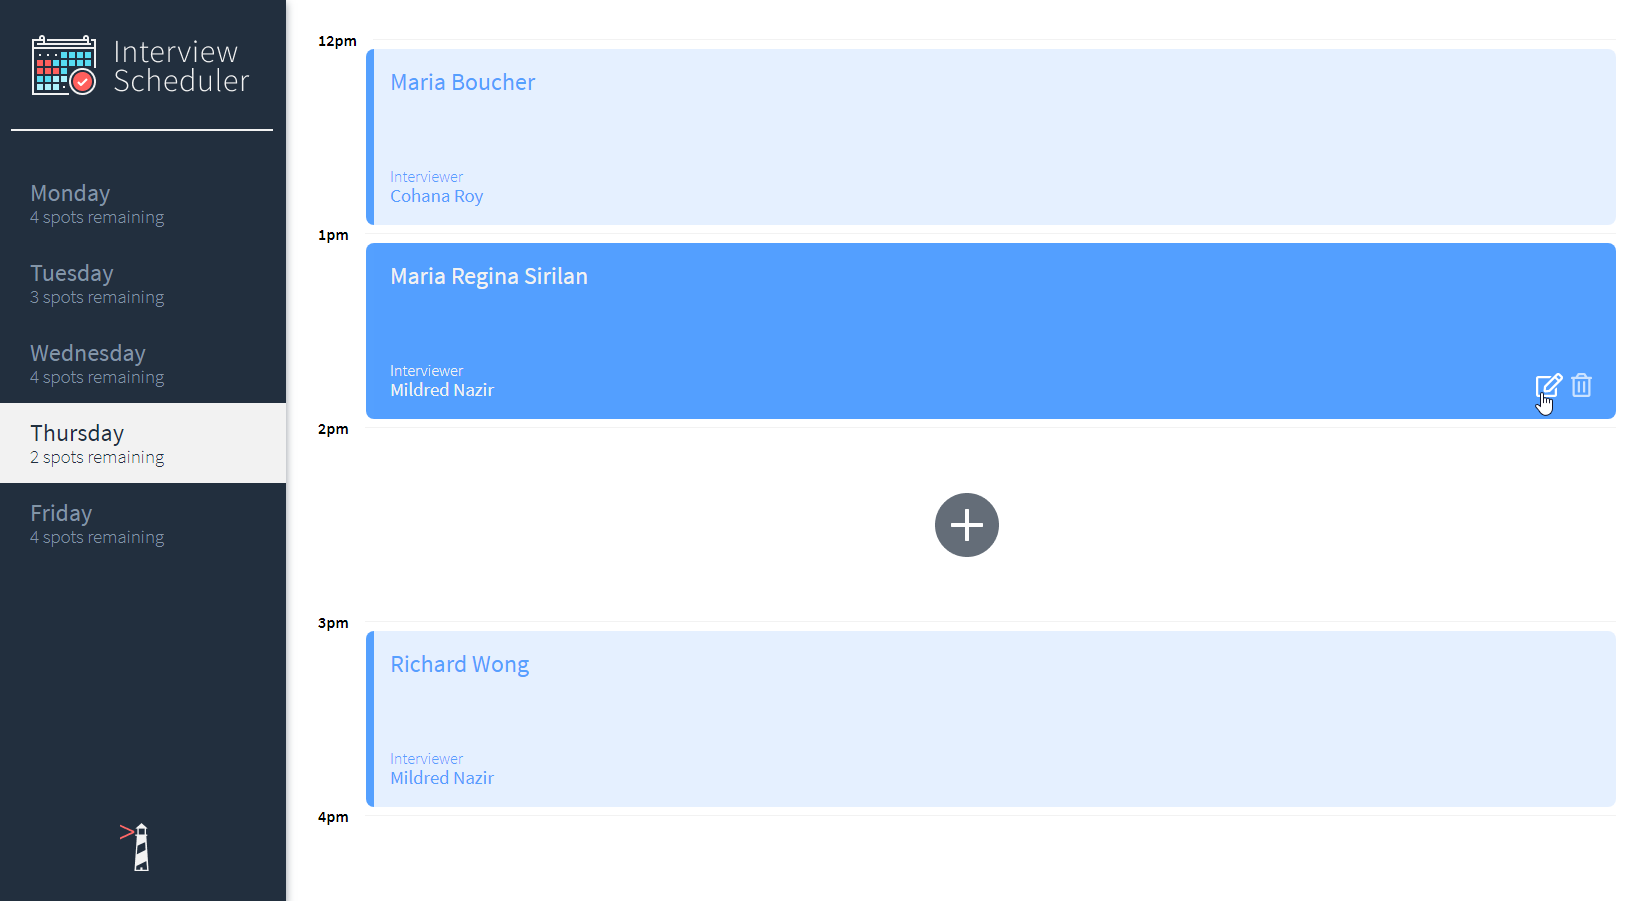 Interview
Scheduler
Monday
4 spots remaining
Tuesday
3 spots remaining
Wednesday
4 spots remaining
Thursday
2 spots remaining
Friday
4 spots remaining
12pm
Maria Boucher
Interviewer
Cohana Roy
1pm
Maria Regina Sirilan
Interviewer
Mildred Nazir
2pm
3pm
Richard Wong
Interviewer
Mildred Nazir
4pm